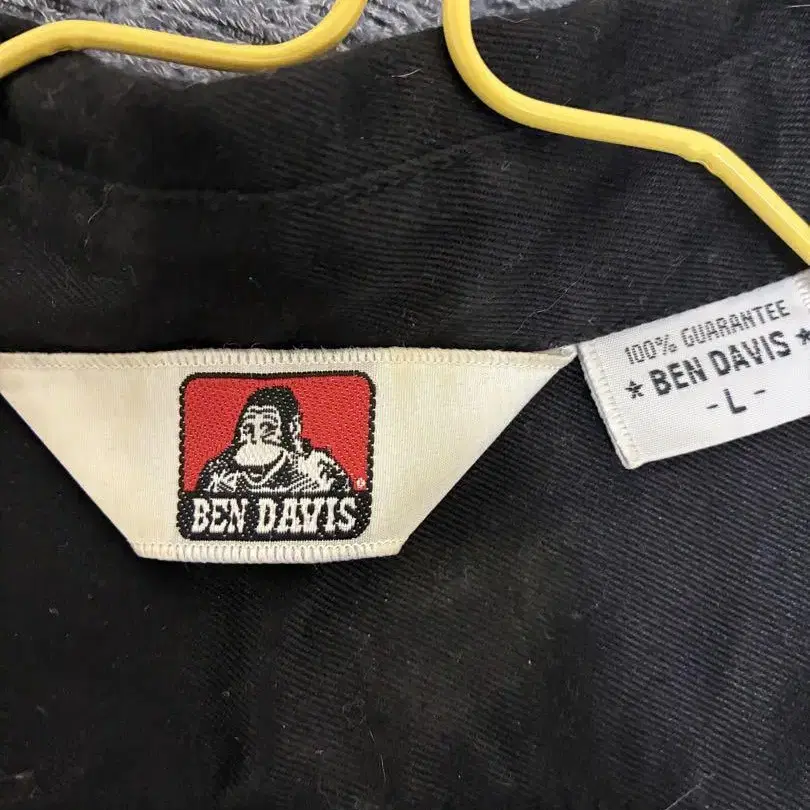 BEN DAVIS
®
100% GUARANTEE
★ BEN DAVIS ★
- L -